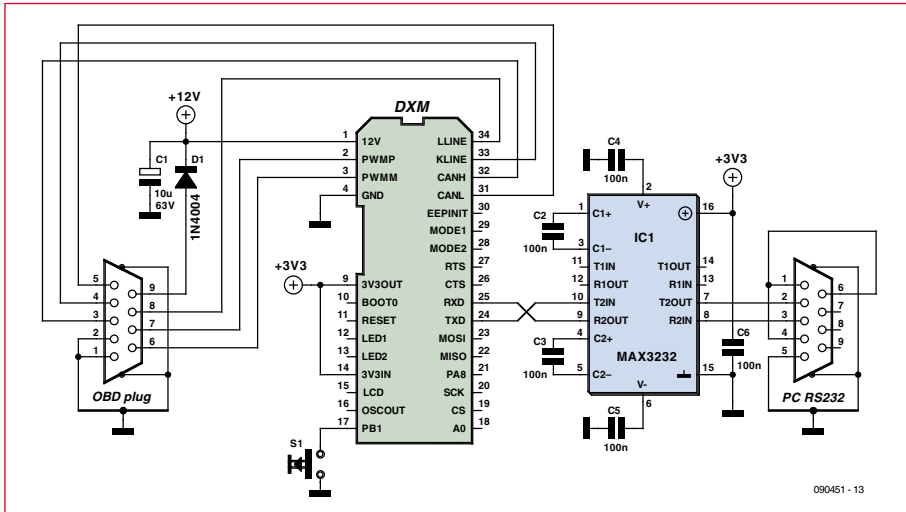 DXM
+12V
C1
10u
63V
D1
1N4004
1
12V
2
PWMP
3
PWMM
4
GND
+3V3
9
3V3OUT
10
BOOT0
11
RESET
12
LED1
13
LED2
14
3V3IN
15
LCD
16
OSCOUT
17
PB1
S1
LLINE
34
KLINE
33
CANH
32
CANL
31
EEPINIT
30
MODE1
29
MODE2
28
RTS
27
CTS
26
RXD
25
TXD
24
MOSI
23
MISO
22
PA8
21
SCK
20
CS
19
A0
18
5
4
3
2
1
9
8
7
6
OBD plug
C4
100n
2
V+
+3V3
C2
100n
1
C1+
3
C1–
11
T1IN
12
R1OUT
10
T2IN
9
R2OUT
4
C2+
5
C2–
C3
100n
IC1
MAX3232
16
T1OUT
14
R1IN
13
T2OUT
7
R2IN
8
15
V-
6
C5
100n
C6
100n
1
2
3
4
5
6
7
8
9
PC RS232
090451 - 13